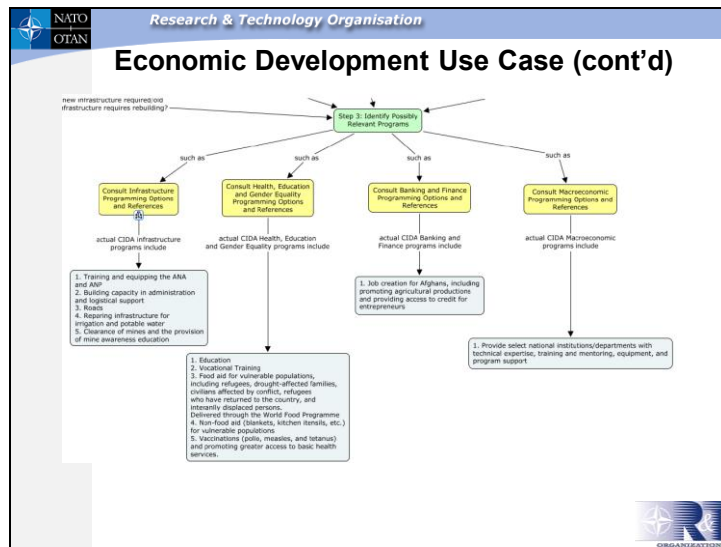 NATO
OTAN
Research & Technology Organisation
Economic Development Use Case (cont'd)
new infrastructure required/old
frastructure requires rebuilding?
Step 3: Identify Possibly
Relevant Programs
such as
such as
such as
such as
Consult Infrastructure
Programming Options
and References
Consult Health, Education
and Gender Equality
Programming Options
and References
Consult Banking and Finance
Programming Options and
References
Consult Macroeconomic
Programming Options and
References
actual CIDA infrastructure
programs include
actual CIDA Health, Education
and Gender Equality programs include
actual CIDA Banking and
Finance programs include
actual CIDA Macroeconomic
programs include
1. Training and equipping the ANA
and ANP
2. Building capacity in administration
and logistical support
3. Roads
4. Reparing infrastructure for
irrigation and potable water
5. Clearance of mines and the provision
of mine awareness education
1. Job creation for Afghans, including
promoting agricultural productions
and providing access to credit for
entrepreneurs
1. Provide select national institutions/departments with
technical expertise, training and mentoring, equipment, and
program support
1. Education
2. Vocational Training
3. Food aid for vulnerable populations,
including refugees, drought-affected families,
civilians affected by conflict, refugees
who have returned to the country, and
internally displaced persons.
Delivered through the World Food Programme
4. Non-food aid (blankets, kitchen itensils, etc.)
for vulnerable populations
5. Vaccinations (polio, measles, and tetanus)
and promoting greater access to basic health
services.
R&
ORGANIZATION